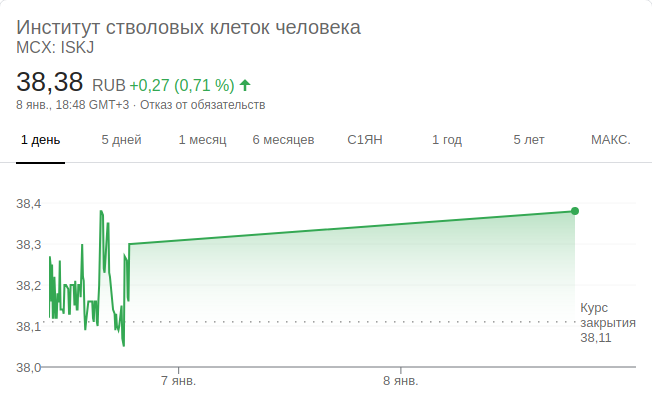 Институт стволовых клеток человека
MCX: ISKJ
38,38 RUB +0,27 (0,71 %)
8 янв., 18:48 GMT+3 · Отказ от обязательств
1 день 5 дней 1 месяц 6 месяцев С1ЯН 1 год 5 лет МАКС.
38,4
38,3
38,2
38,1
38,0
Курс
закрытия
38,11
7 янв. 8 янв.